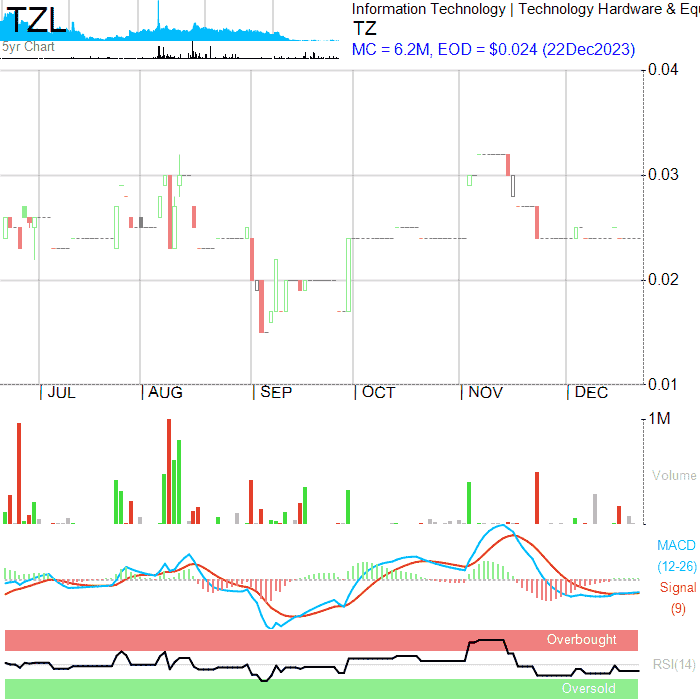 TZL
5yr Chart
Information Technology | Technology Hardware & Equ
TZ
MC = 6.2M, EOD = $0.024 (22Dec2023)
0.04
0.03
0.02
0.01
JUL AUG SEP OCT NOV DEC
1M
Volume
MACD
(12-26)
Signal
(9)
Overbought
RSI(14)
Oversold